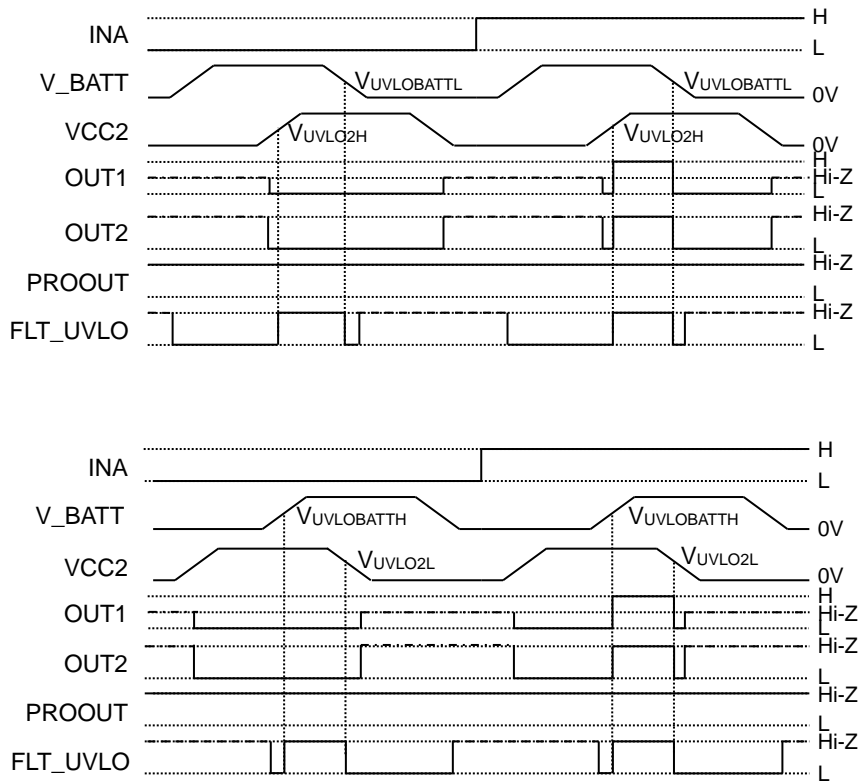 INA
H
L
V_BATT
VUVLOBATTL
VUVLOBATTL
0V
VCC2
VUVLO2H
VUVLO2H
0V
OUT1
H
Hi-Z
L
OUT2
Hi-Z
L
PROOUT
Hi-Z
L
FLT_UVLO
Hi-Z
L
INA
H
L
V_BATT
VUVLOBATTH
VUVLOBATTH
0V
VCC2
VUVLO2L
VUVLO2L
0V
OUT1
H
Hi-Z
L
OUT2
Hi-Z
L
PROOUT
Hi-Z
L
FLT_UVLO
Hi-Z
L